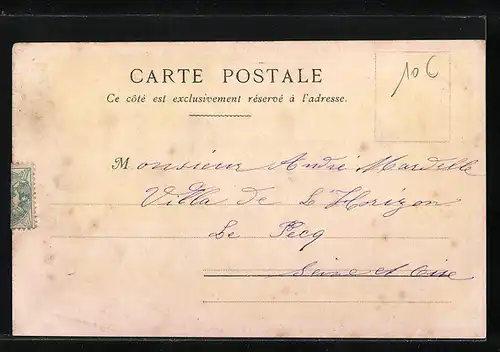 10 C
CARTE POSTALE
Ce côté est exclusivement réservé à l'adresse.
Monsieur André Mardelle
Villa de L'Horizon
Le Pecq
Seine et Oise